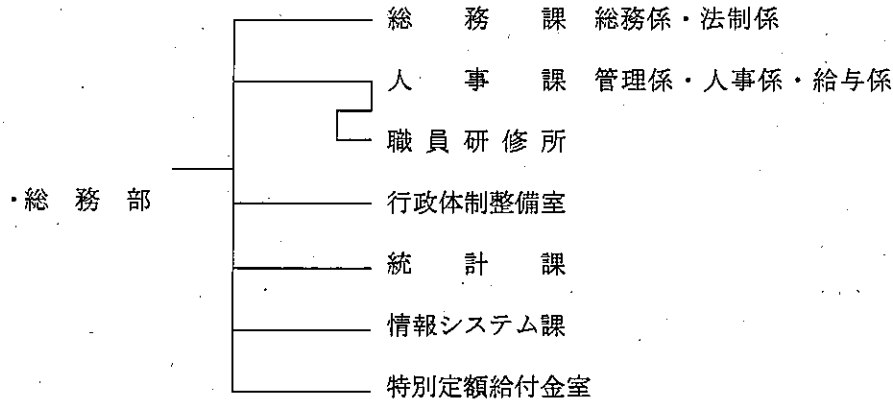 総務課 総務係・法制係
人事課 管理係・人事係・給与係
職員研修所
・総務部
行政体制整備室
統計課
情報システム課
特別定額給付金室